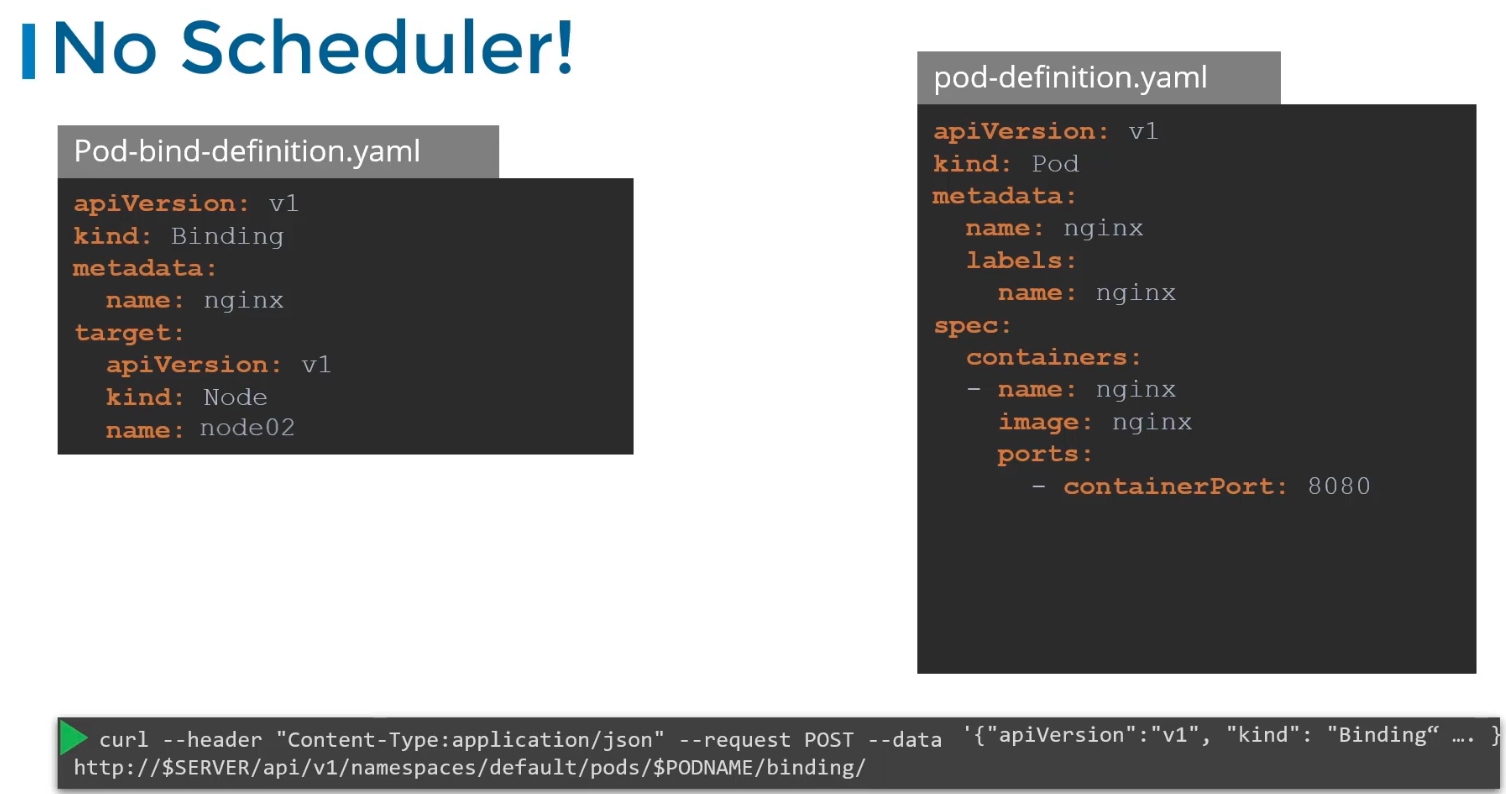 No Scheduler!
Pod-bind-definition.yaml
apiVersion: v1
kind: Binding
metadata:
  name: nginx
target:
  apiVersion: v1
  kind: Node
  name: node02
pod-definition.yaml
apiVersion: v1
kind: Pod
metadata:
  name: nginx
  labels:
    name: nginx
spec:
  containers:
  - name: nginx
    image: nginx
    ports:
      - containerPort: 8080
curl --header "Content-Type:application/json" --request POST --data '{"apiVersion":"v1", "kind": "Binding“ …. }
http://$SERVER/api/v1/namespaces/default/pods/$PODNAME/binding/